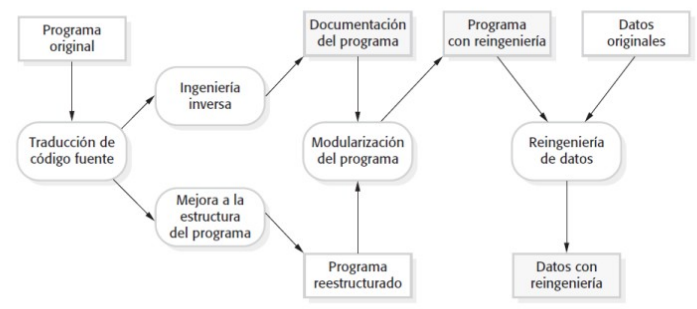 Programa
original
Documentación
del programa
Programa
con reingeniería
Datos
originales
Ingeniería
inversa
Traducción de
código fuente
Modularización
del programa
Reingeniería
de datos
Mejora a la
estructura
del programa
Programa
reestructurado
Datos con
reingeniería